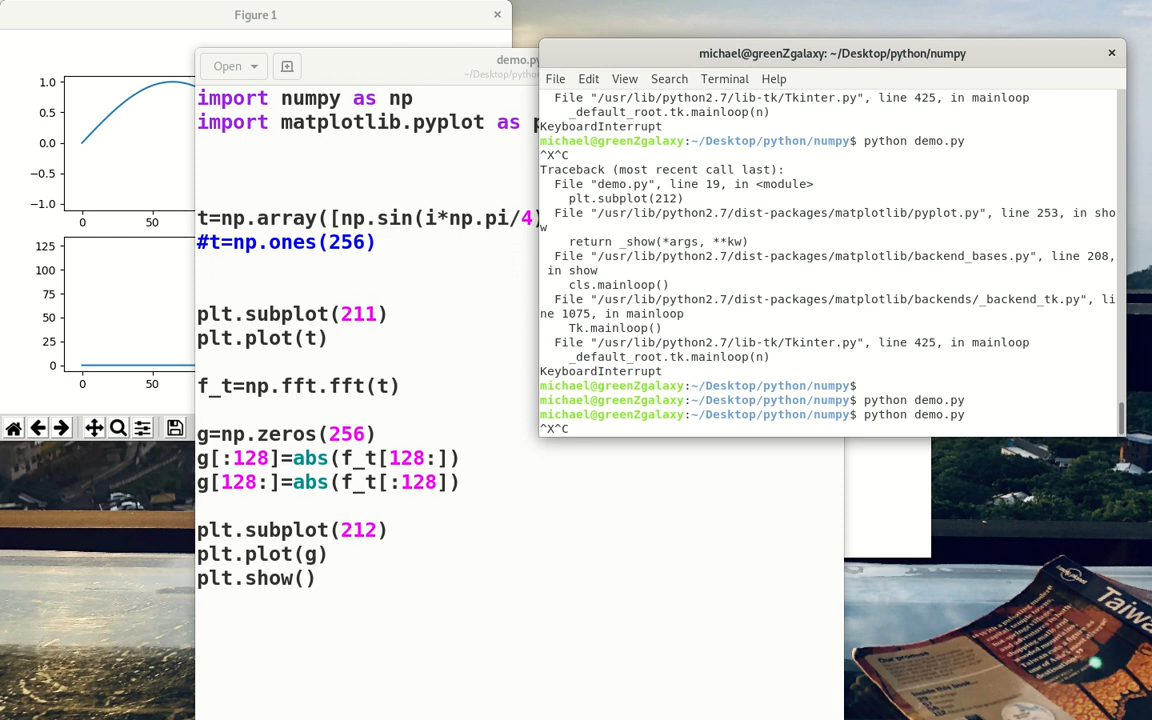 Figure 1
×
1.0
0.5
0.0
−0.5
−1.0
0
50
125
100
75
50
25
0
0
50
Open
demo.py
~/Desktop/python
import numpy as np
import matplotlib.pyplot as p
t=np.array([np.sin(i*np.pi/4)
#t=np.ones(256)
plt.subplot(211)
plt.plot(t)
f_t=np.fft.fft(t)
g=np.zeros(256)
g[:128]=abs(f_t[128:])
g[128:]=abs(f_t[:128])
plt.subplot(212)
plt.plot(g)
plt.show()
michael@greenZgalaxy: ~/Desktop/python/numpy
×
File Edit View Search Terminal Help
  File "/usr/lib/python2.7/lib-tk/Tkinter.py", line 425, in mainloop
    _default_root.tk.mainloop(n)
KeyboardInterrupt
michael@greenZgalaxy:~/Desktop/python/numpy$ python demo.py
^X^C
Traceback (most recent call last):
  File "demo.py", line 19, in <module>
    plt.subplot(212)
  File "/usr/lib/python2.7/dist-packages/matplotlib/pyplot.py", line 253, in sho
w
    return _show(*args, **kw)
  File "/usr/lib/python2.7/dist-packages/matplotlib/backend_bases.py", line 208,
 in show
    cls.mainloop()
  File "/usr/lib/python2.7/dist-packages/matplotlib/backends/_backend_tk.py", li
ne 1075, in mainloop
    Tk.mainloop()
  File "/usr/lib/python2.7/lib-tk/Tkinter.py", line 425, in mainloop
    _default_root.tk.mainloop(n)
KeyboardInterrupt
michael@greenZgalaxy:~/Desktop/python/numpy$
michael@greenZgalaxy:~/Desktop/python/numpy$ python demo.py
michael@greenZgalaxy:~/Desktop/python/numpy$ python demo.py
^X^C
lonely planet
Taiwa
Our promise
Inside this book...